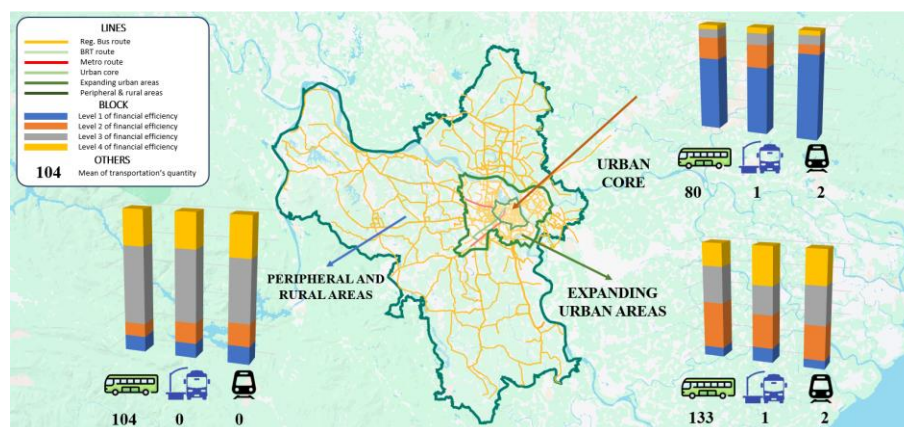 LINES
Reg. Bus route
BRT route
Metro route
Urban core
Expanding urban areas
Peripheral & rural areas
BLOCK
Level 1 of financial efficiency
Level 2 of financial efficiency
Level 3 of financial efficiency
Level 4 of financial efficiency
OTHERS
104 Mean of transportation's quantity
URBAN
CORE
80 1 2
PERIPHERAL AND
RURAL AREAS
EXPANDING
URBAN AREAS
104 0 0
133 1 2